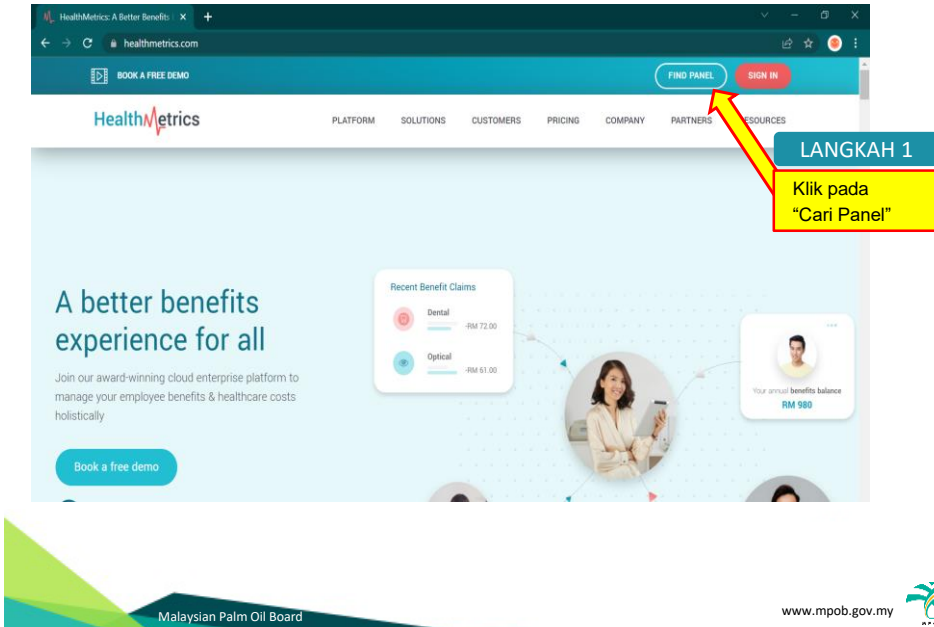 HealthMetrics: A Better Benefits
healthmetrics.com
BOOK A FREE DEMO
FIND PANEL
SIGN IN
HealthMetrics
PLATFORM SOLUTIONS CUSTOMERS PRICING COMPANY PARTNERS RESOURCES
LANGKAH 1
Klik pada
“Cari Panel”
A better benefits
experience for all
Join our award-winning cloud enterprise platform to
manage your employee benefits & healthcare costs
holistically
Book a free demo
Recent Benefit Claims
Dental
-RM 72.00
Optical
-RM 61.00
Your annual benefits balance
RM 980
Malaysian Palm Oil Board
www.mpob.gov.my